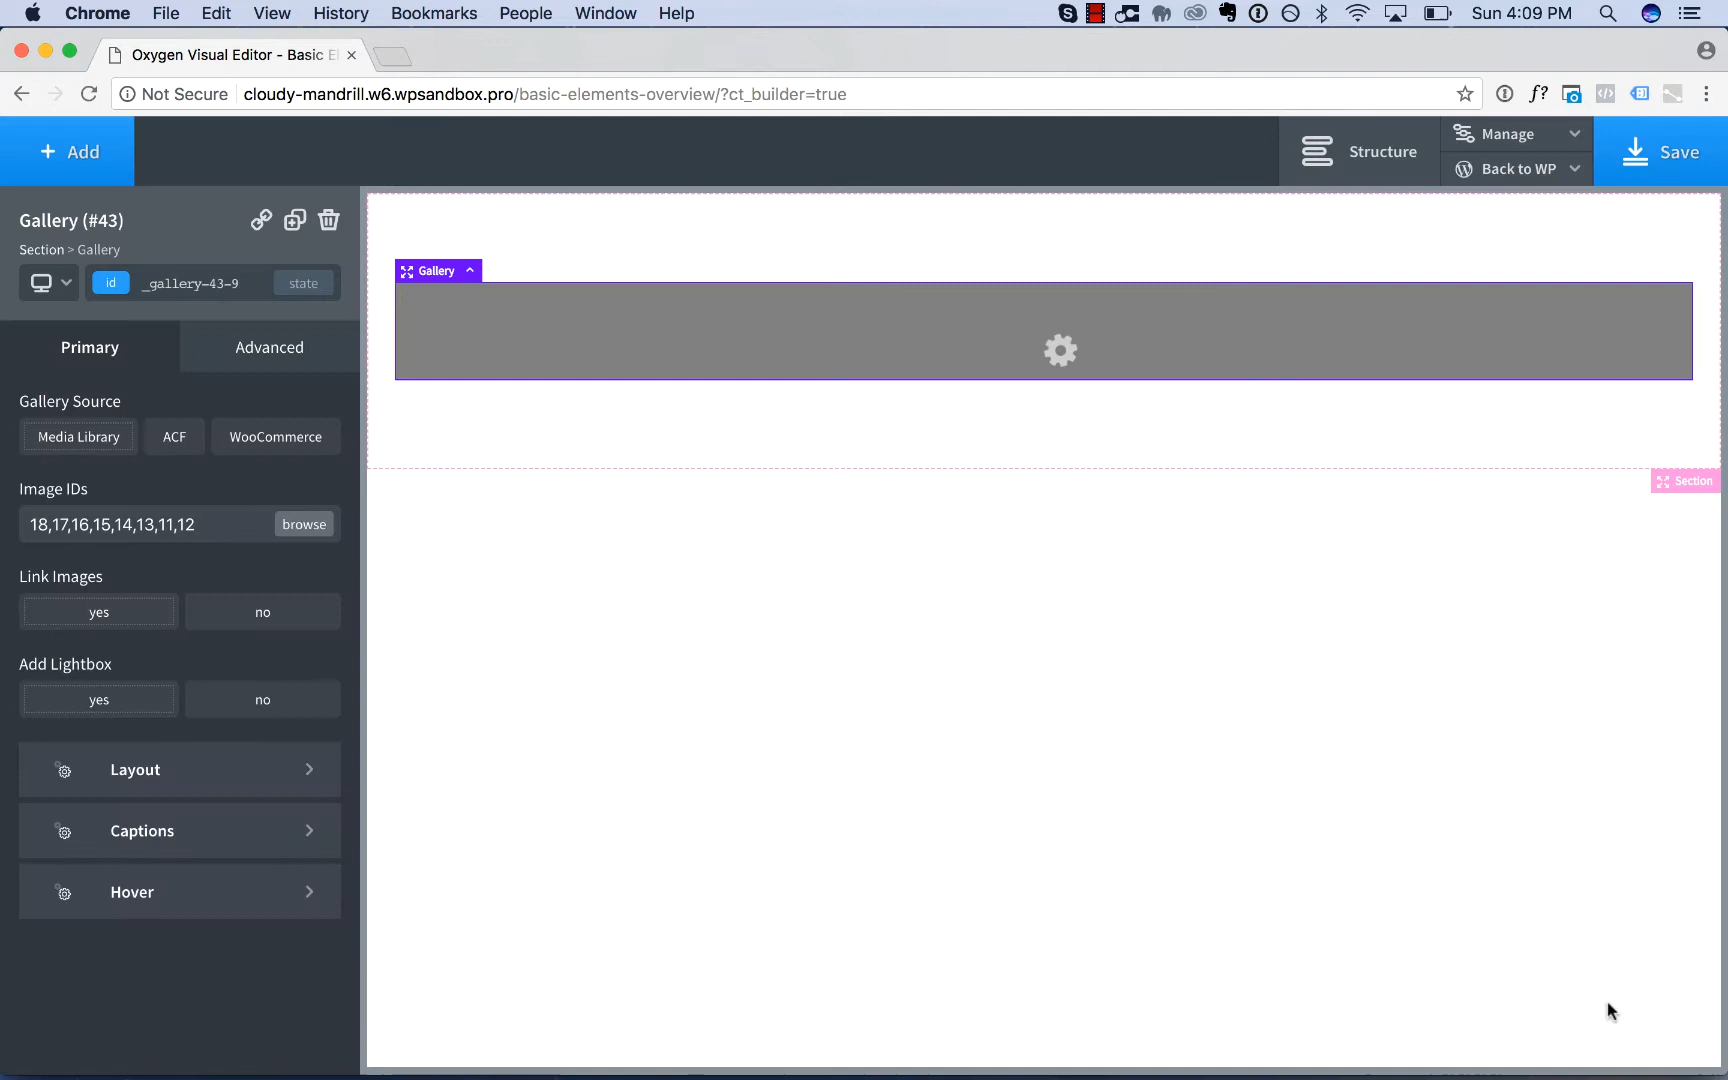 Chrome File Edit View History Bookmarks People Window Help Sun 4:09 PM
Oxygen Visual Editor - Basic El
Not Secure cloudy-mandrill.w6.wpsandbox.pro/basic-elements-overview/?ct_builder=true
f?
+ Add
Structure
Manage
Back to WP
Save
Gallery (#43)
Section > Gallery
id _gallery-43-9 state
Primary Advanced
Gallery Source
Media Library ACF WooCommerce
Image IDs
18,17,16,15,14,13,11,12 browse
Link Images
yes no
Add Lightbox
yes no
Layout
Captions
Hover
Gallery
Section